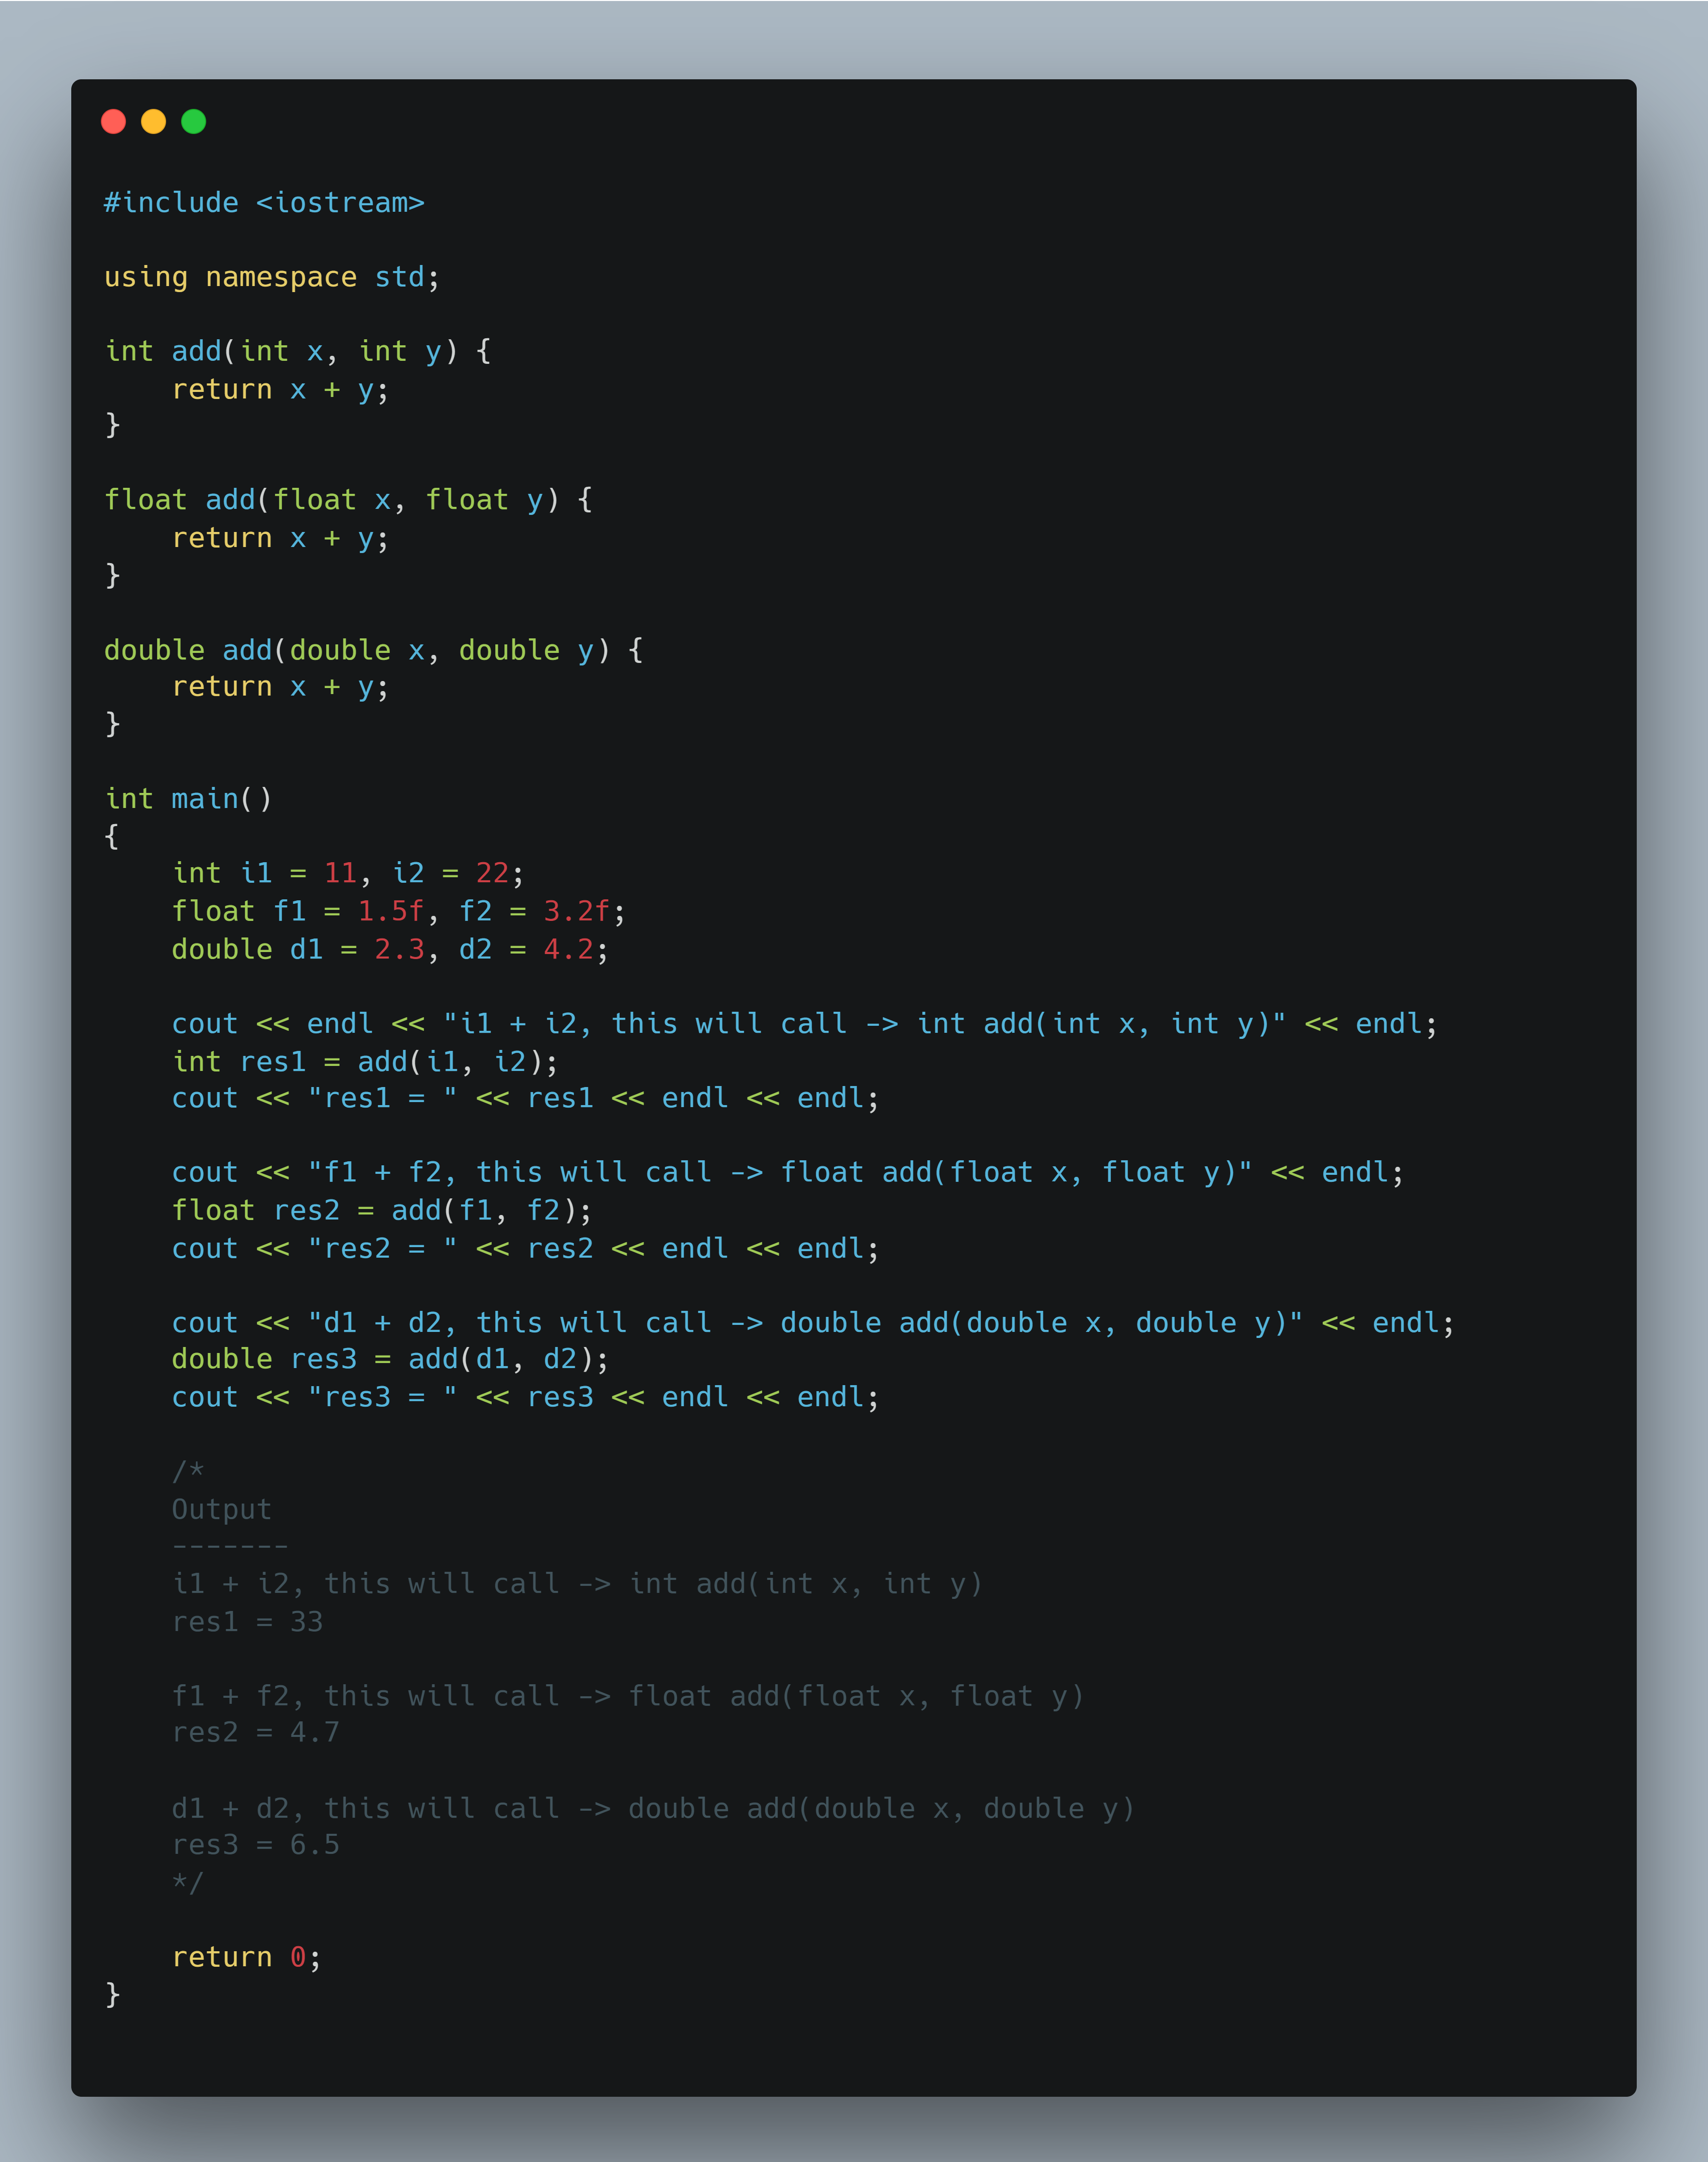 #include <iostream>
using namespace std;
int add(int x, int y) {
    return x + y;
}
float add(float x, float y) {
    return x + y;
}
double add(double x, double y) {
    return x + y;
}
int main()
{
    int i1 = 11, i2 = 22;
    float f1 = 1.5f, f2 = 3.2f;
    double d1 = 2.3, d2 = 4.2;
    cout << endl << "i1 + i2, this will call -> int add(int x, int y)" << endl;
    int res1 = add(i1, i2);
    cout << "res1 = " << res1 << endl << endl;
    cout << "f1 + f2, this will call -> float add(float x, float y)" << endl;
    float res2 = add(f1, f2);
    cout << "res2 = " << res2 << endl << endl;
    cout << "d1 + d2, this will call -> double add(double x, double y)" << endl;
    double res3 = add(d1, d2);
    cout << "res3 = " << res3 << endl << endl;
    /*
    Output
    -------
    i1 + i2, this will call -> int add(int x, int y)
    res1 = 33
    f1 + f2, this will call -> float add(float x, float y)
    res2 = 4.7
    d1 + d2, this will call -> double add(double x, double y)
    res3 = 6.5
    */
    return 0;
}